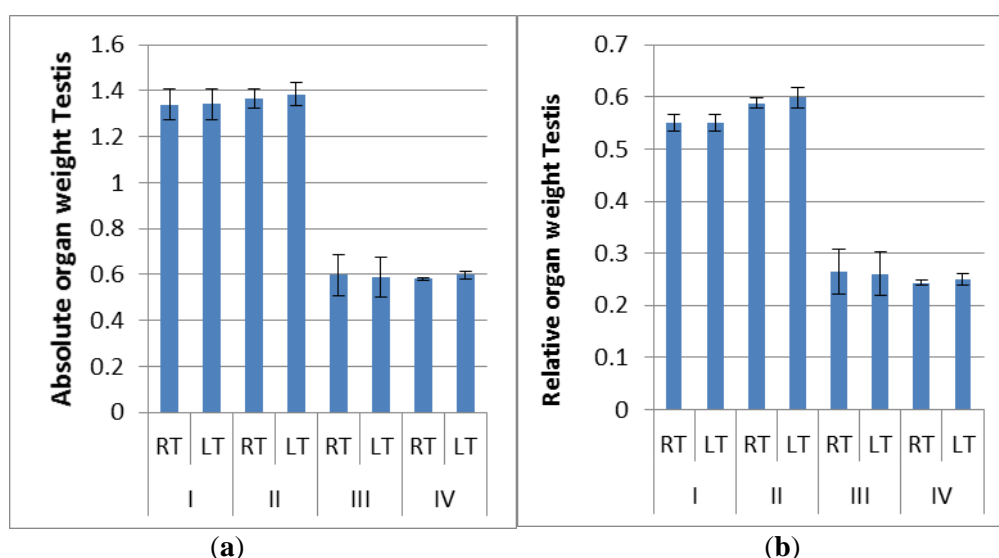 Absolute organ weight Testis
1.6
1.4
1.2
1
0.8
0.6
0.4
0.2
0
RT LT RT LT RT LT RT LT
I II III IV
(a)
Relative organ weight Testis
0.7
0.6
0.5
0.4
0.3
0.2
0.1
0
RT LT RT LT RT LT RT LT
I II III IV
(b)